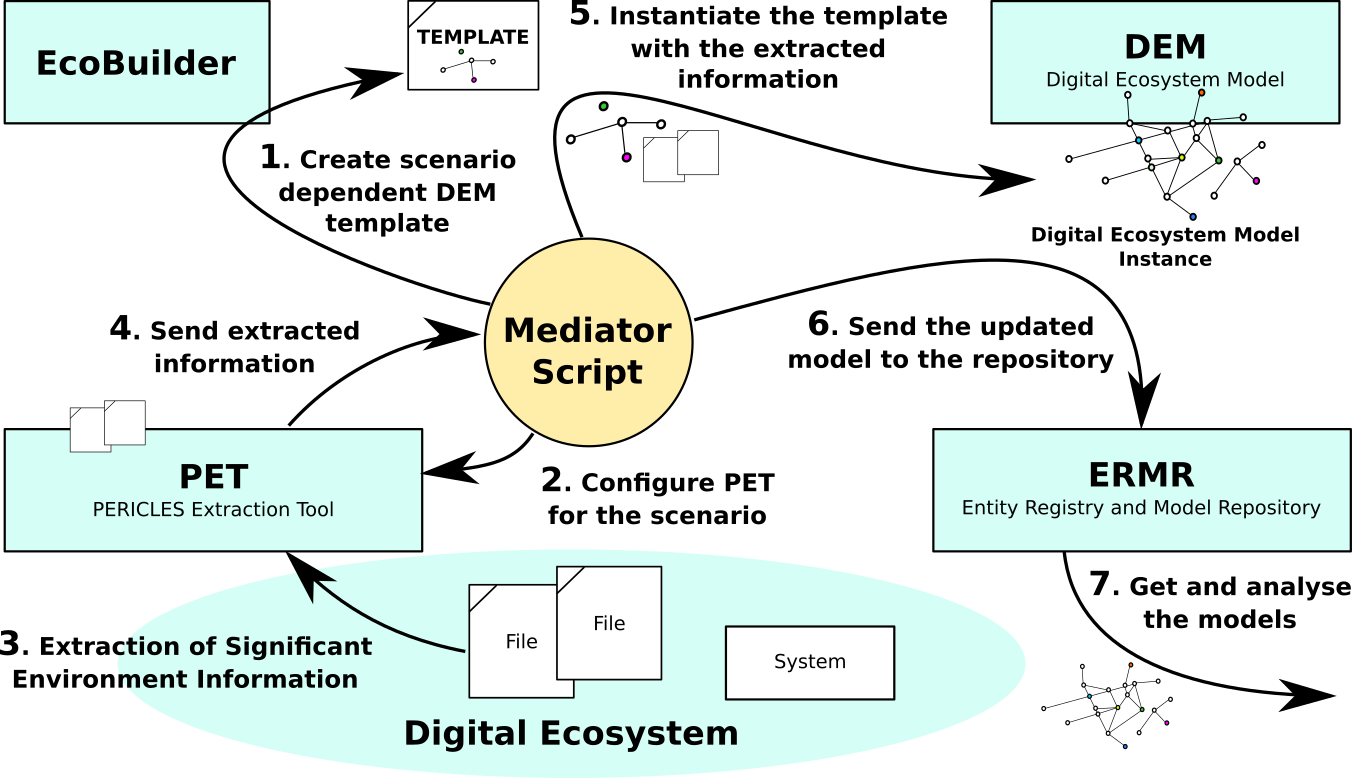 EcoBuilder
TEMPLATE
5. Instantiate the template
with the extracted
information
DEM
Digital Ecosystem Model
1. Create scenario
dependent DEM
template
Digital Ecosystem Model
Instance
4. Send extracted
information
Mediator
Script
6. Send the updated
model to the repository
PET
PERICLES Extraction Tool
2. Configure PET
for the scenario
ERMR
Entity Registry and Model Repository
3. Extraction of Significant
Environment Information
File
File
System
Digital Ecosystem
7. Get and analyse
the models